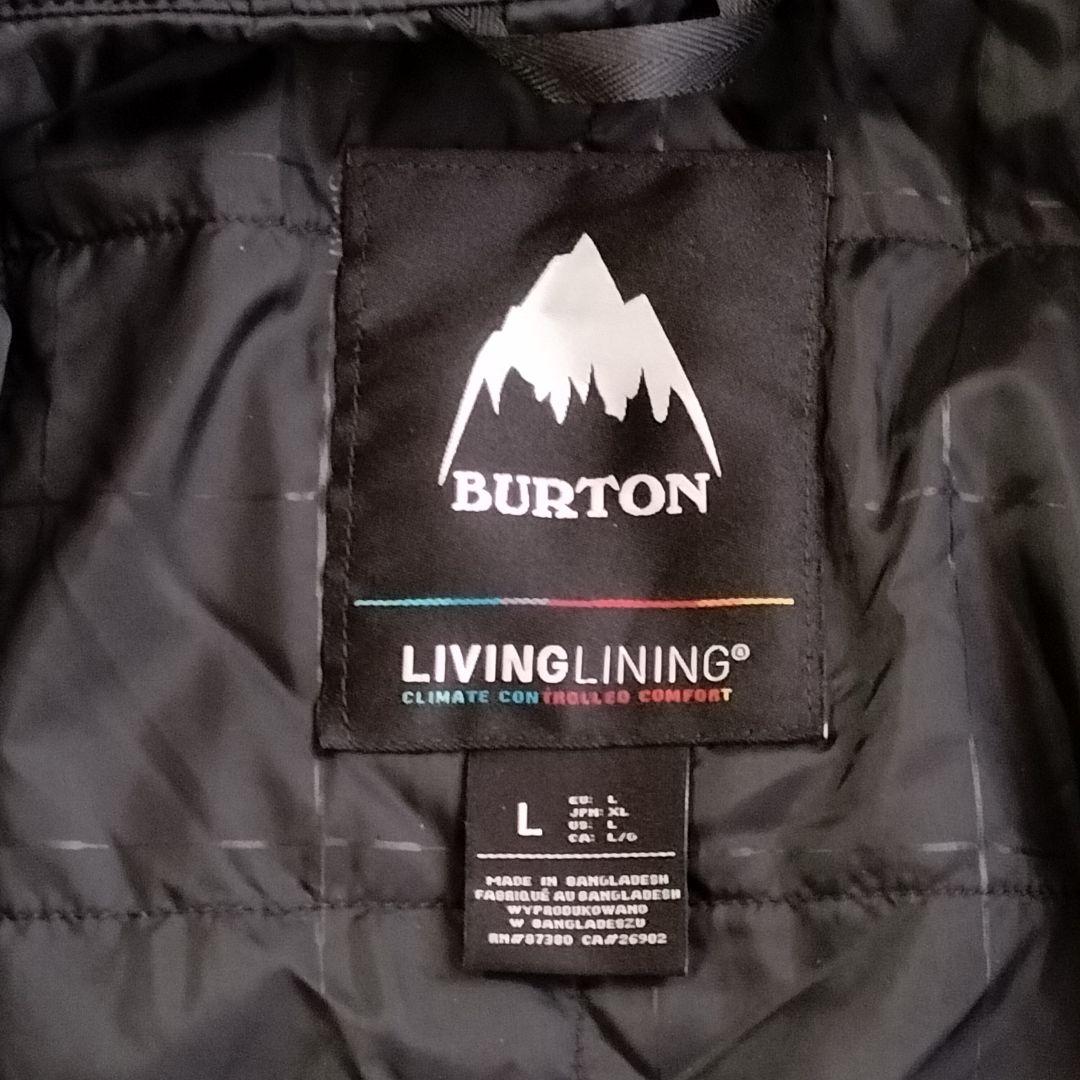 BURTON
LIVINGLINING®
CLIMATE CONTROLLED COMFORT
L
EU: L
JPN: XL
US: L
CA: L/G
MADE IN BANGLADESH
FABRIQUÉ AU BANGLADESH
WYPRODUKOWANO
W BANGLADESZU
RN#87380 CA#26902